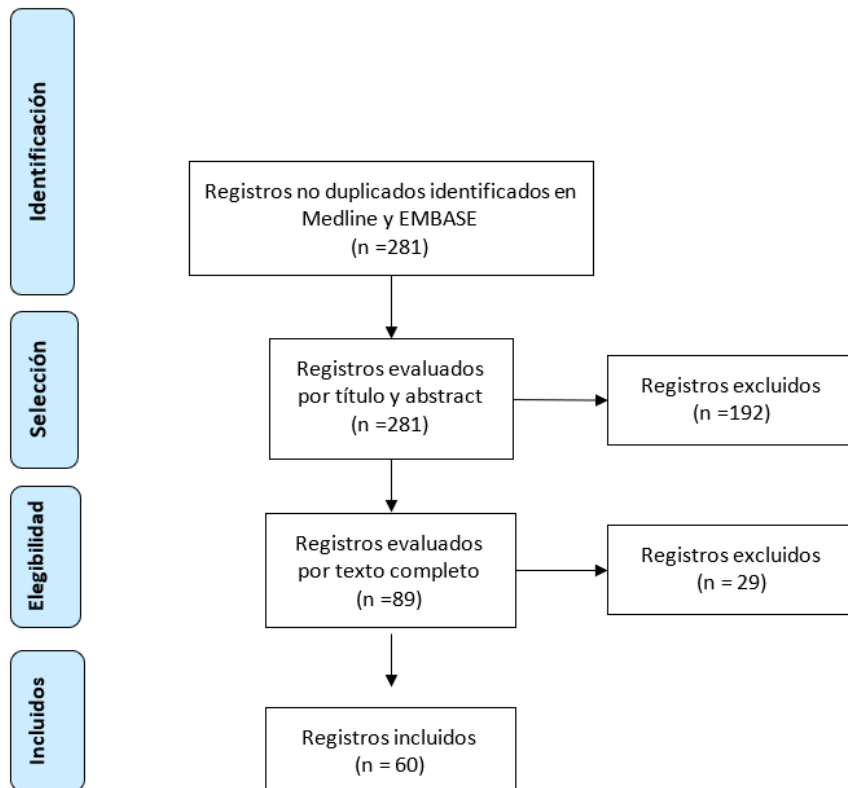 Identificación
Registros no duplicados identificados en
Medline y EMBASE
(n =281)
Selección
Registros evaluados
por título y abstract
(n =281)
Registros excluidos
(n =192)
Elegibilidad
Registros evaluados
por texto completo
(n =89)
Registros excluidos
(n = 29)
Incluidos
Registros incluidos
(n = 60)